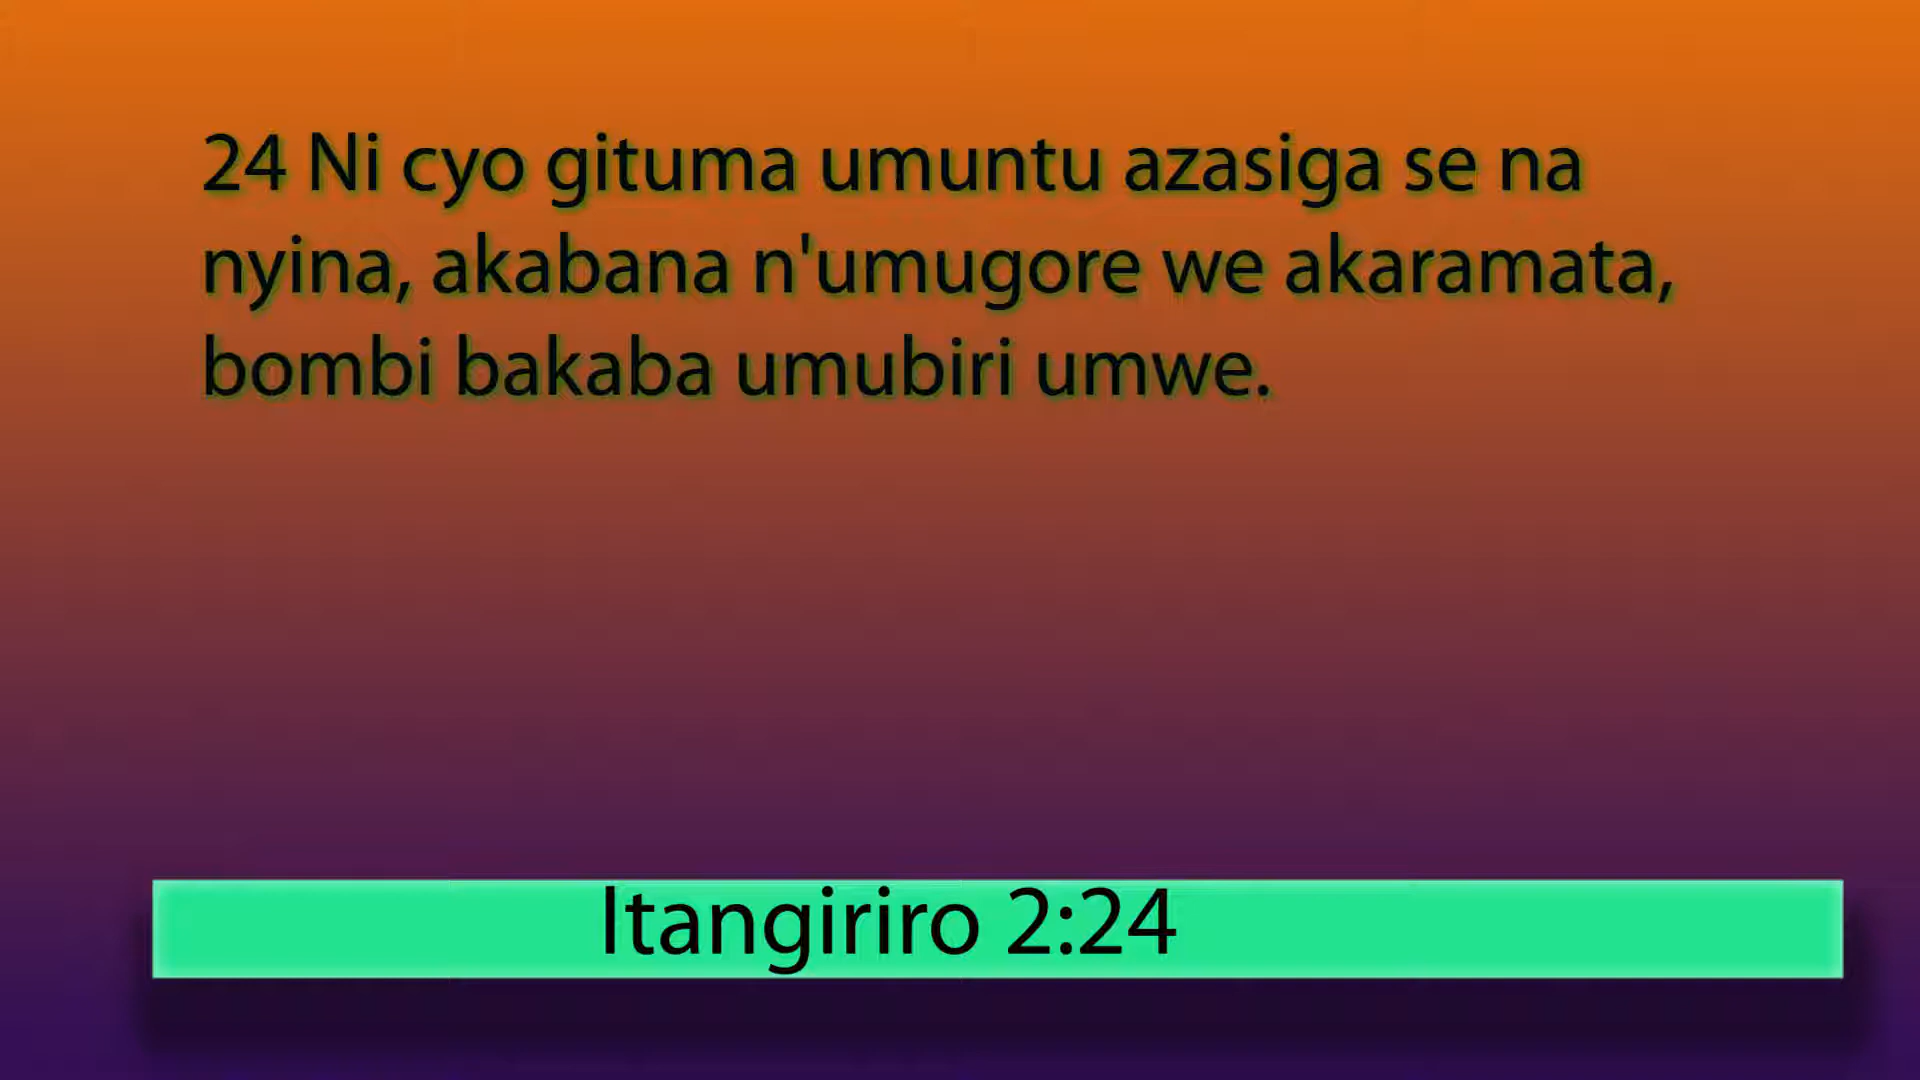 24 Ni cyo gituma umuntu azasiga se na
nyina, akabana n'umugore we akaramata,
bombi bakaba umubiri umwe.
Itangiriro 2:24